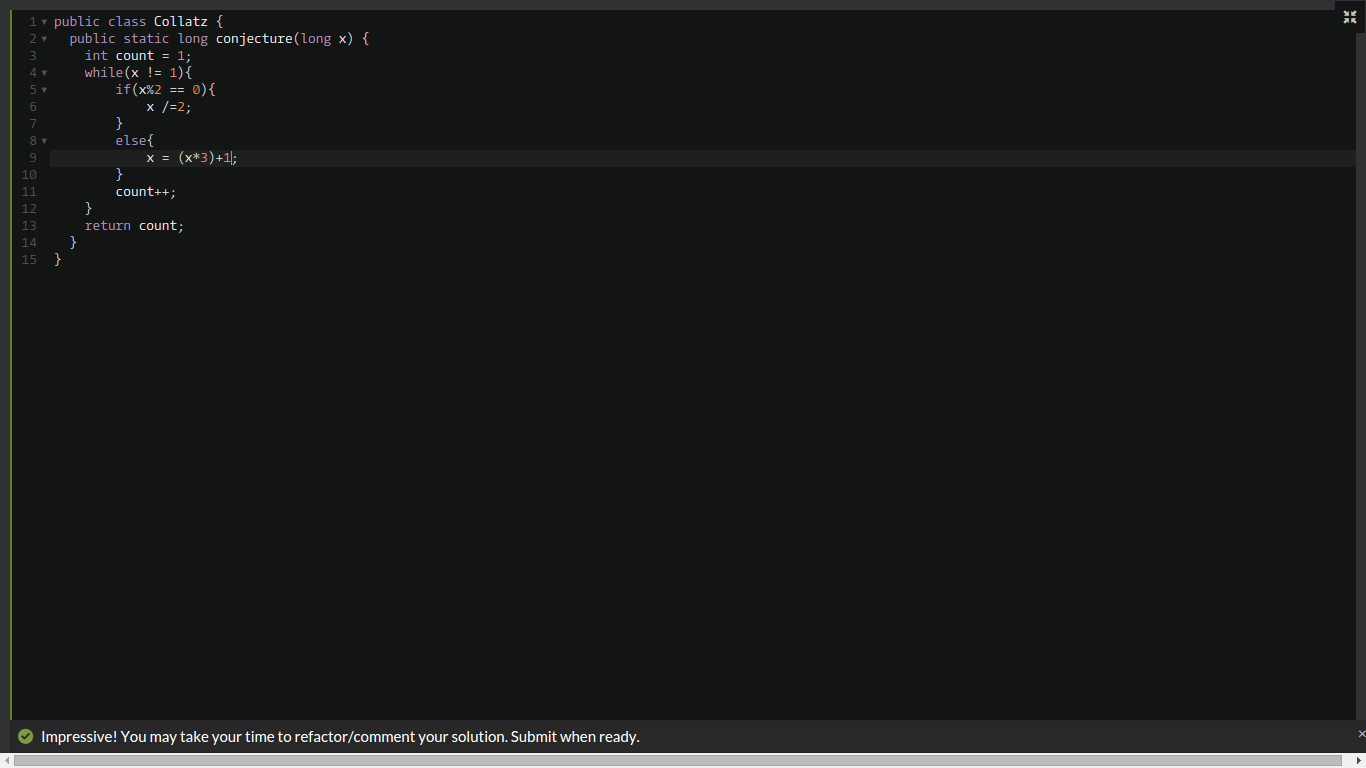 1 public class Collatz {
2 public static long conjecture(long x) {
3 int count = 1;
4 while(x != 1){
5 if(x%2 == 0){
6 x /=2;
7 }
8 else{
9 x = (x*3)+1;
10 }
11 count++;
12 }
13 return count;
14 }
15 }
Impressive! You may take your time to refactor/comment your solution. Submit when ready.